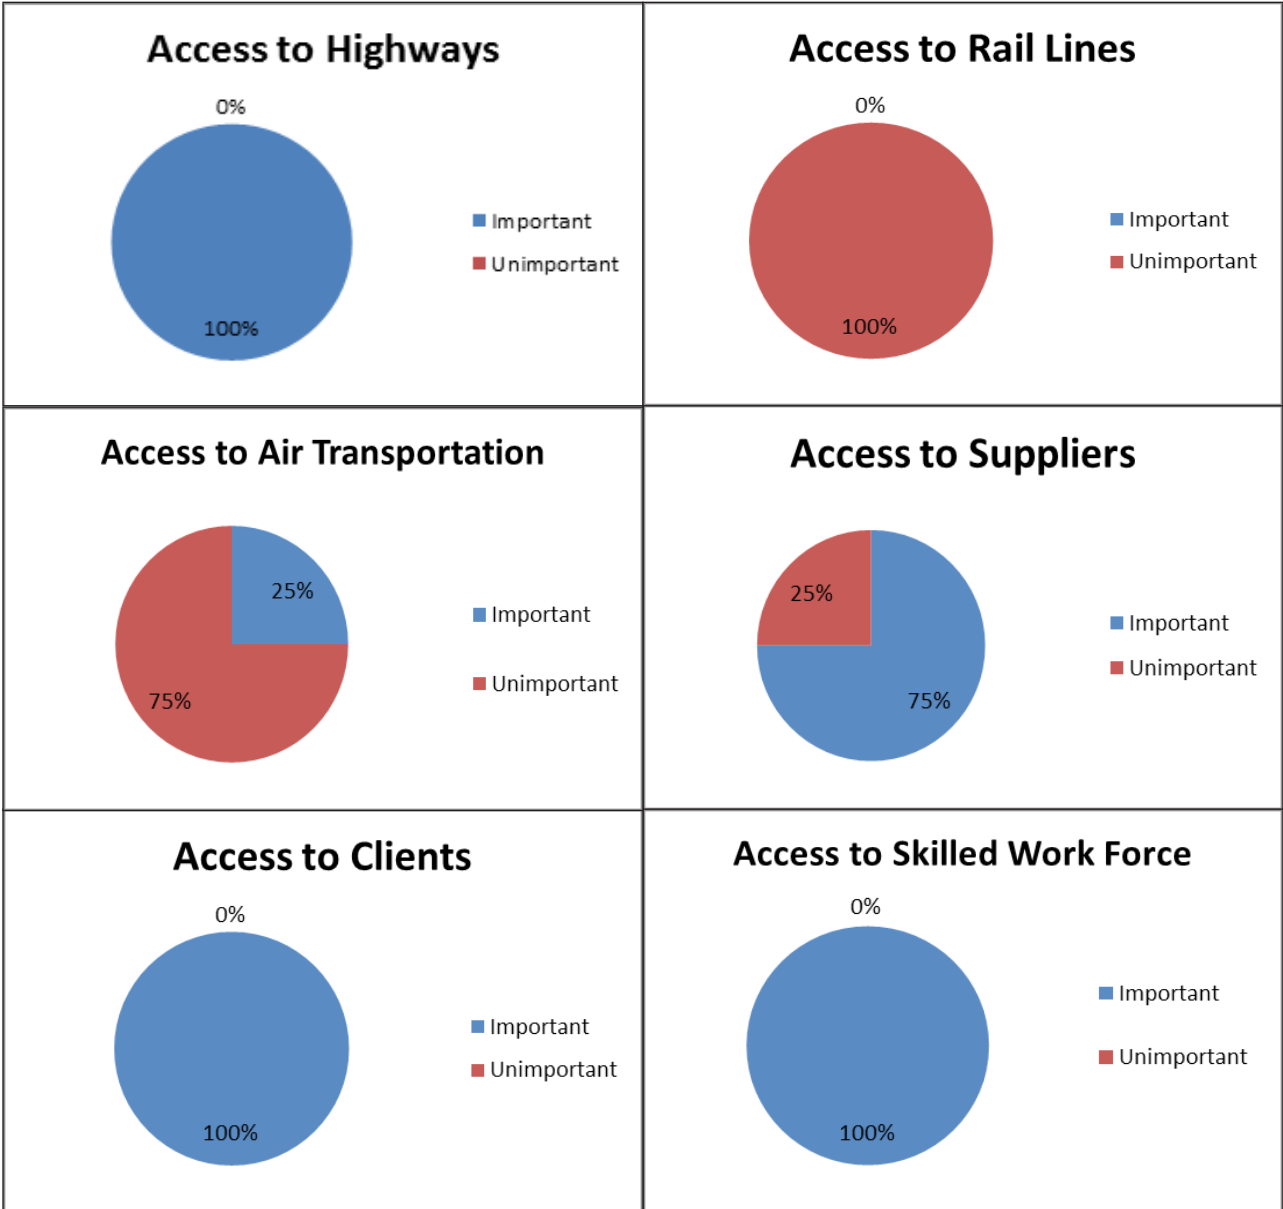 Access to Highways
0%
100%
Important
Unimportant
Access to Rail Lines
0%
100%
Important
Unimportant
Access to Air Transportation
25%
75%
Important
Unimportant
Access to Suppliers
25%
75%
Important
Unimportant
Access to Clients
0%
100%
Important
Unimportant
Access to Skilled Work Force
0%
100%
Important
Unimportant